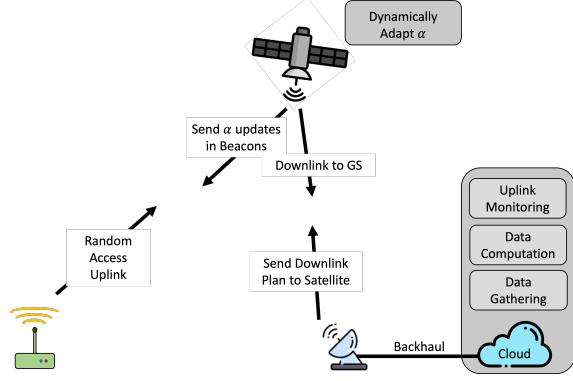 Dynamically
Adapt α
Send α updates
in Beacons
Downlink to GS
Uplink
Monitoring
Random
Access
Uplink
Data
Computation
Send Downlink
Plan to Satellite
Data
Gathering
Backhaul
Cloud